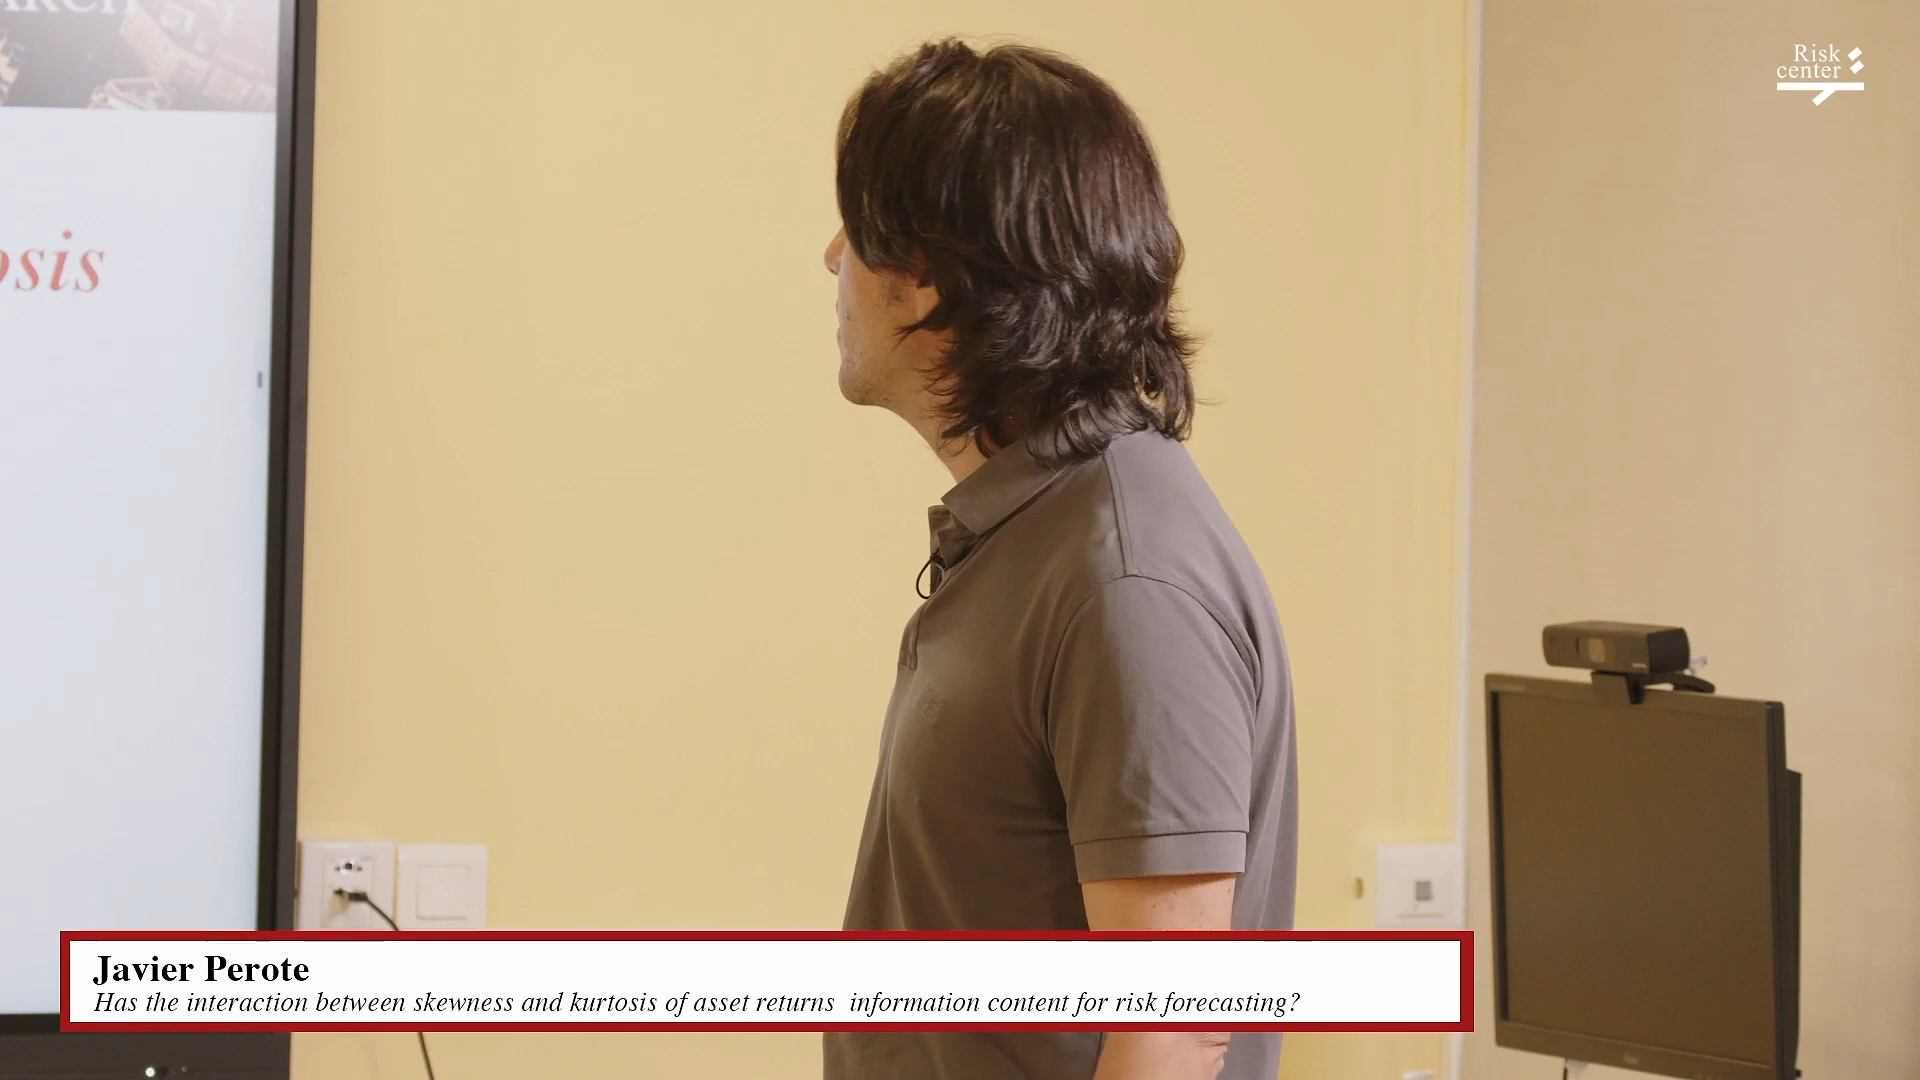 Risk
center
osis
Javier Perote
Has the interaction between skewness and kurtosis of asset returns  information content for risk forecasting?